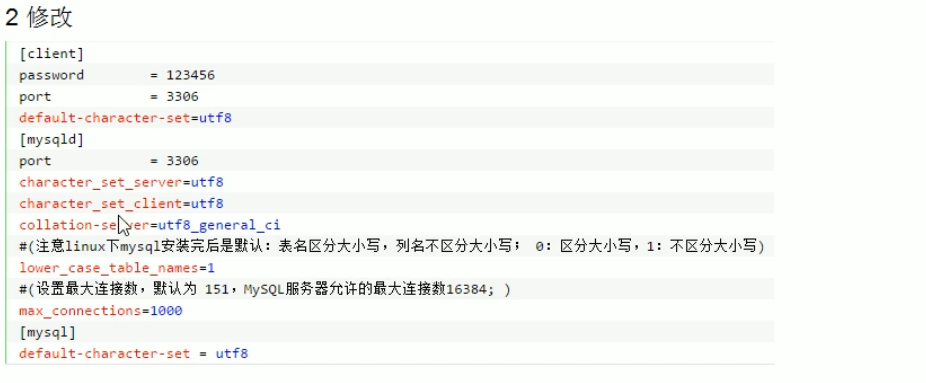 2 修改
[client]
password = 123456
port = 3306
default-character-set=utf8
[mysqld]
port = 3306
character_set_server=utf8
character_set_client=utf8
collation-server=utf8_general_ci
#(注意linux下mysql安装完后是默认：表名区分大小写，列名不区分大小写； 0：区分大小写，1：不区分大小写)
lower_case_table_names=1
#(设置最大连接数，默认为 151，MySQL服务器允许的最大连接数16384; )
max_connections=1000
[mysql]
default-character-set = utf8